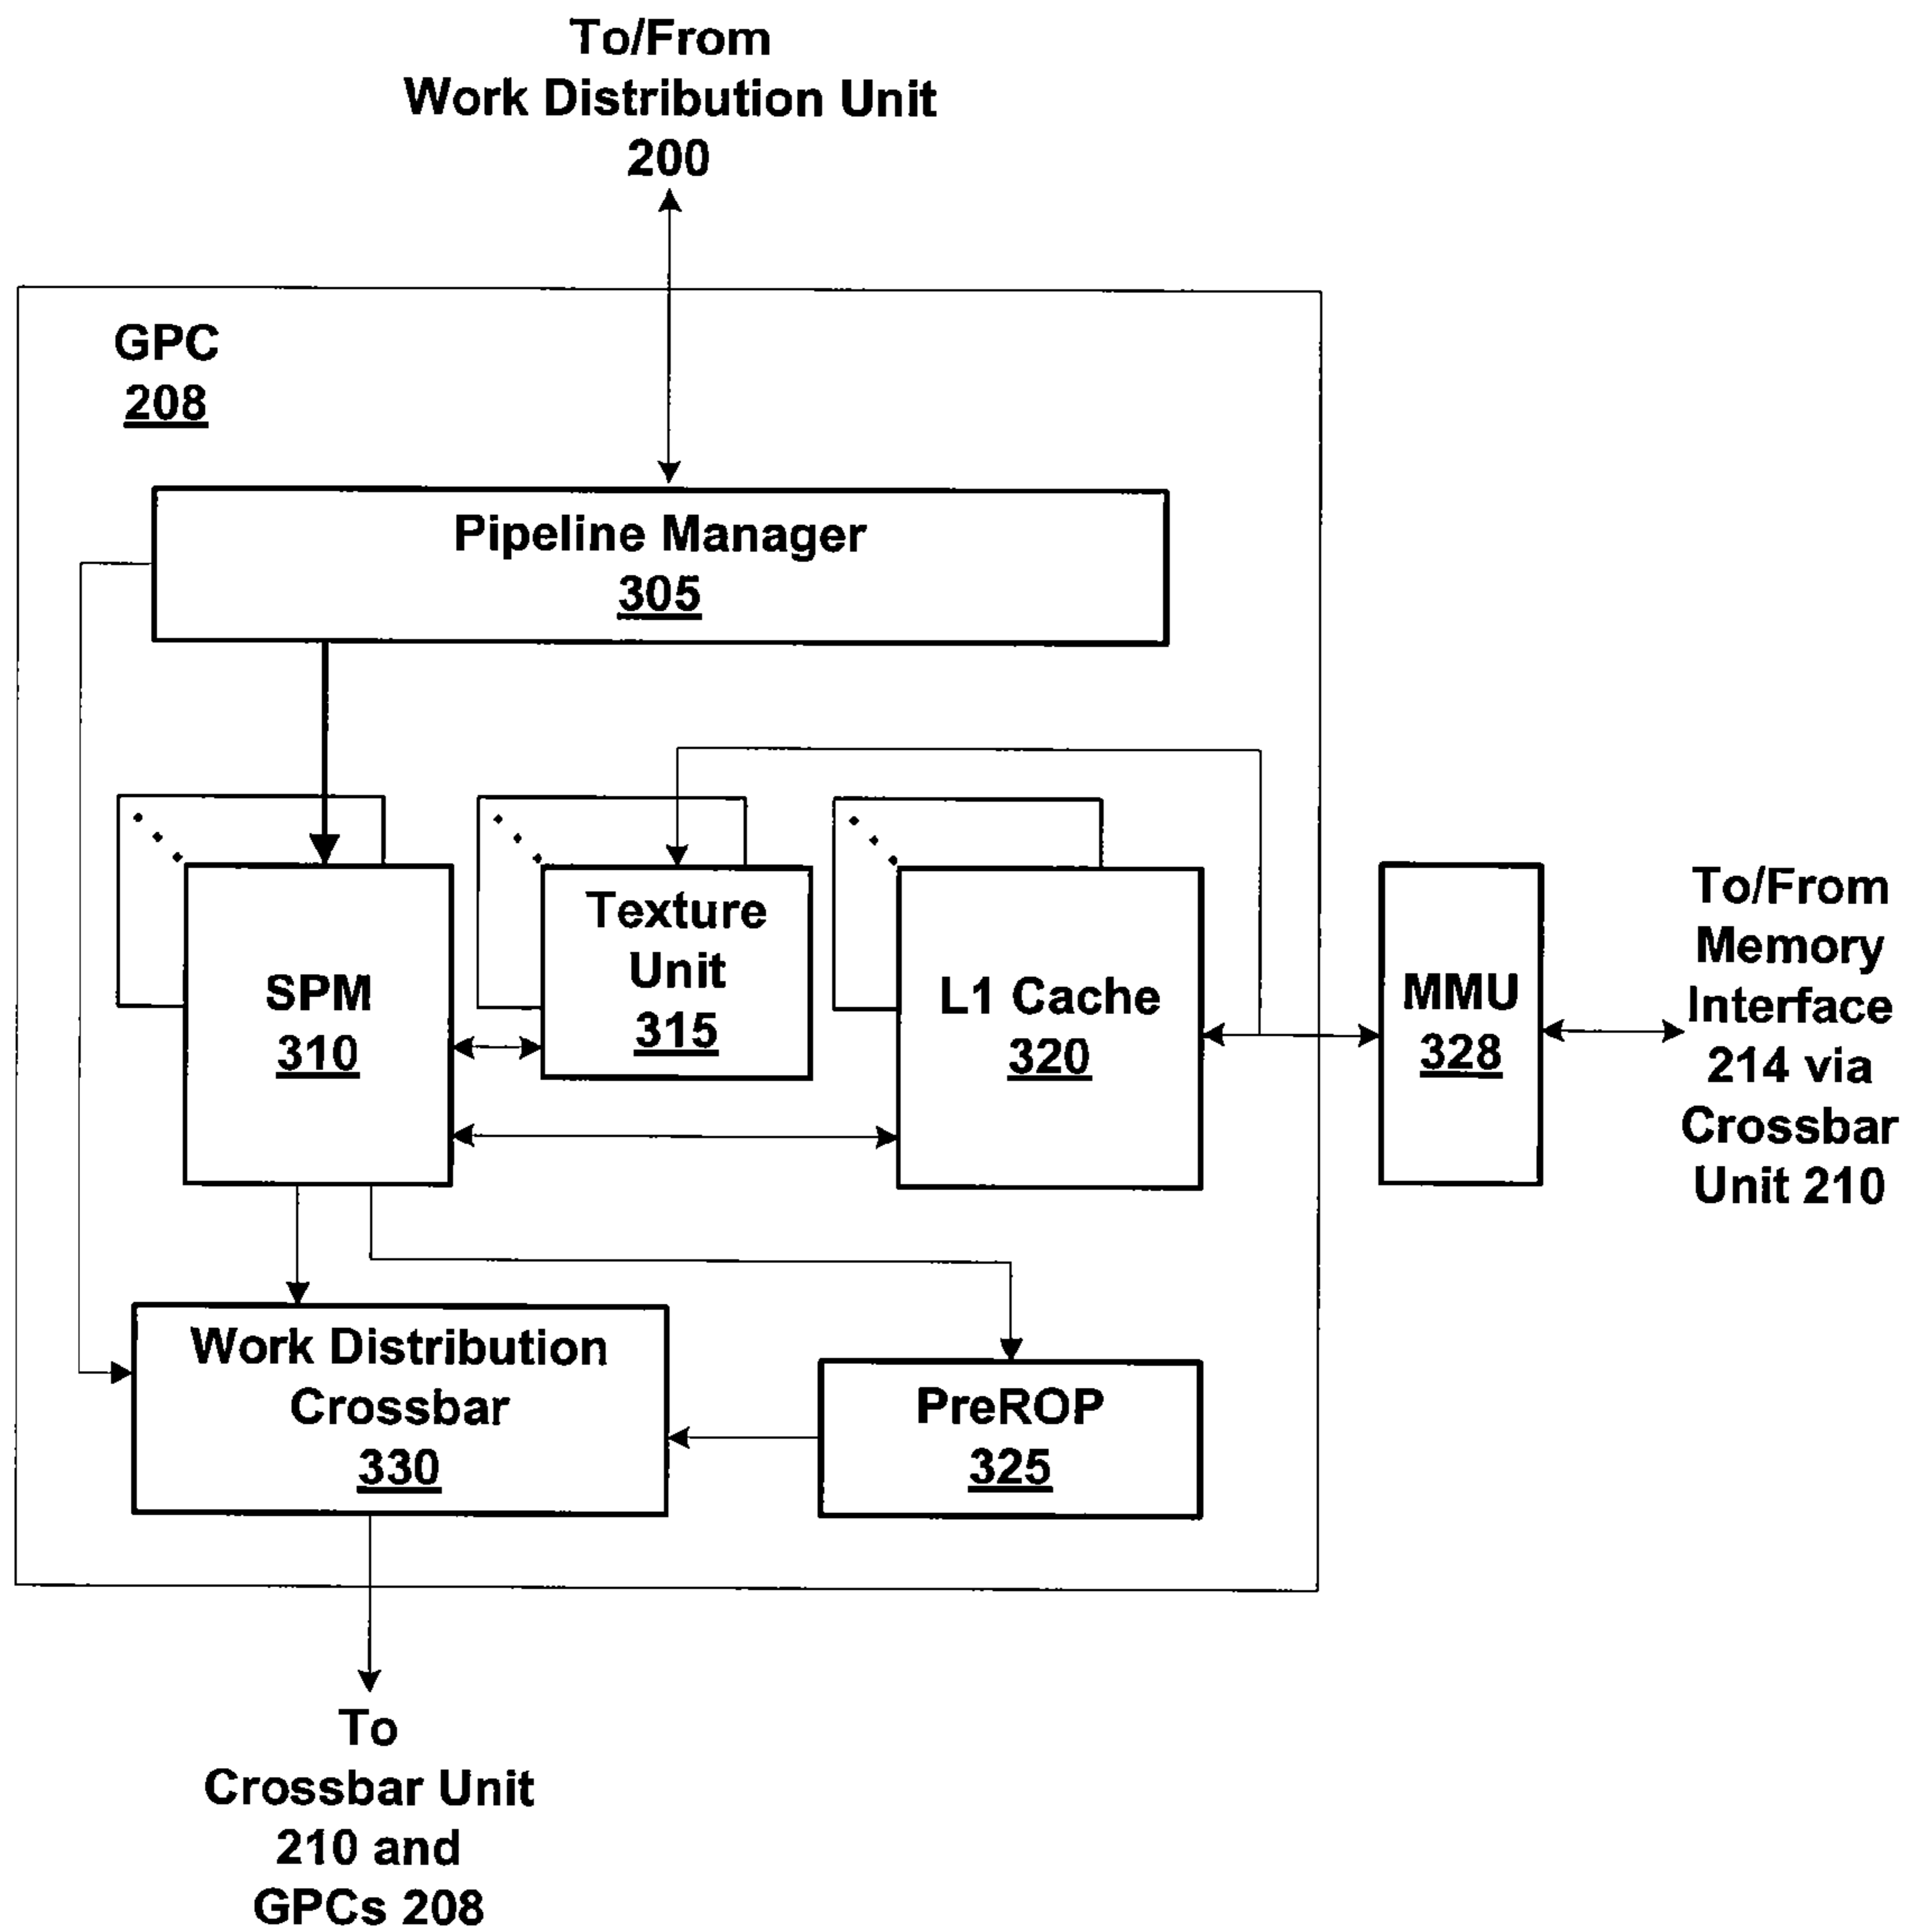 To/From
Work Distribution Unit
200
GPC
208
Pipeline Manager
305
SPM
310
Texture
Unit
315
L1 Cache
320
MMU
328
To/From
Memory
Interface
214 via
Crossbar
Unit 210
Work Distribution
Crossbar
330
PreROP
325
To
Crossbar Unit
210 and
GPCs 208